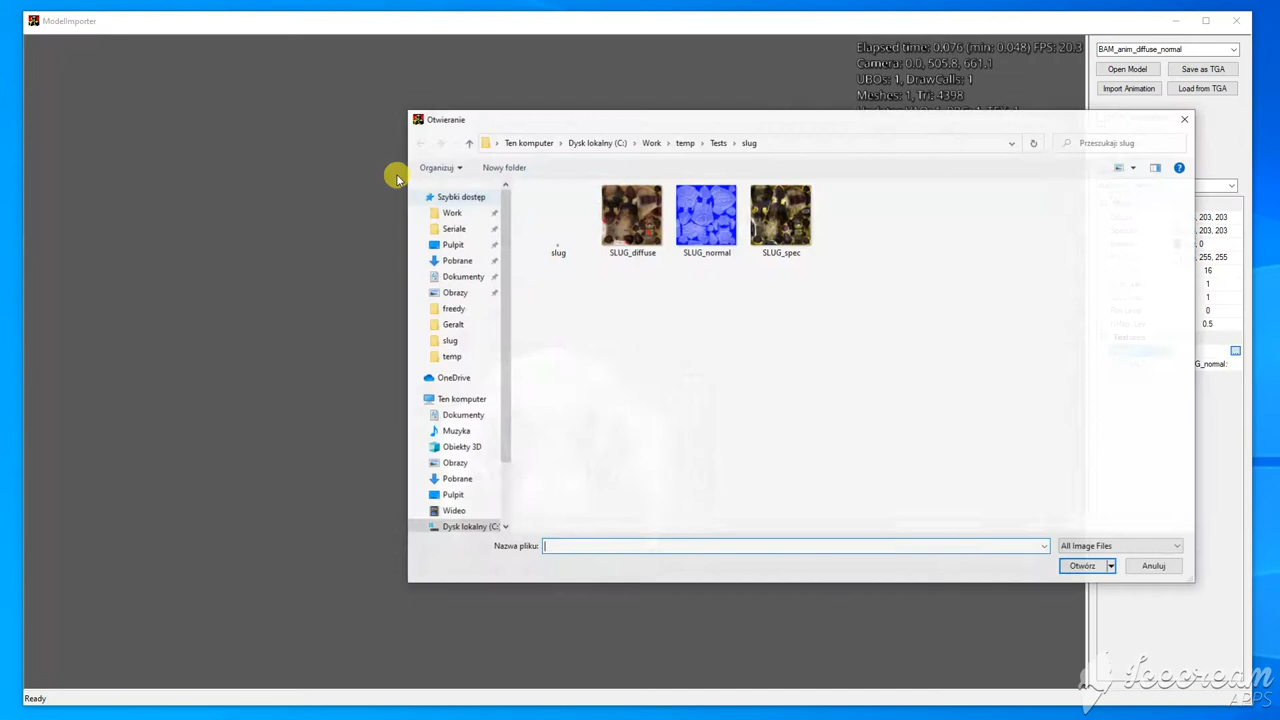 ModelImporter
Elapsed time: 0.076 (min: 0.048) FPS: 20.3
Camera: 0.0, 505.8, 661.1
UBOs: 1, DrawCalls: 1
Meshes: 1, Tri: 4398
BAM_anim_diffuse_normal
Open Model
Save as TGA
Import Animation
Load from TGA
Otwieranie
Ten komputer
Dysk lokalny (C:)
Work
temp
Tests
slug
Przeszukaj: slug
Organizuj
Nowy folder
Szybki dostęp
Work
Seriale
Pulpit
Pobrane
Dokumenty
Obrazy
freedy
Geralt
slug
temp
OneDrive
Ten komputer
Dokumenty
Muzyka
Obiekty 3D
Obrazy
Pobrane
Pulpit
Wideo
Dysk lokalny (C:
slug
SLUG_diffuse
SLUG_normal
SLUG_spec
203, 203
203, 203
0
255, 255
16
1
1
0
0.5
Textures
G_normal:
Nazwa pliku:
All Image Files
Otwórz
Anuluj
Ready
Icecream
APPS